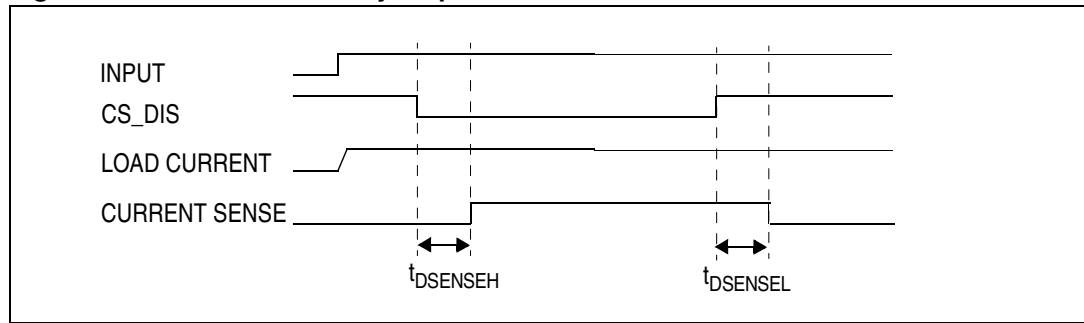 INPUT
CS_DIS
LOAD CURRENT
CURRENT SENSE
tDSENSEH
tDSENSEL